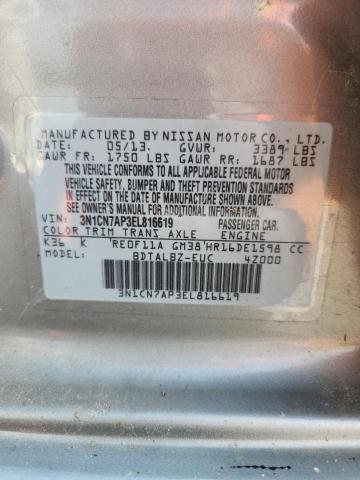 MANUFACTURED BY NISSAN MOTOR CO., LTD.
DATE: 05/13. GVWR: 3389 LBS
GAWR FR: 1750 LBS GAWR RR: 1687 LBS
THIS VEHICLE CONFORMS TO ALL APPLICABLE FEDERAL MOTOR
VEHICLE SAFETY, BUMPER AND THEFT PREVENTION STANDARDS
IN EFFECT ON THE DATE OF MANUFACTURE SHOWN ABOVE.
SEE OWNER'S MANUAL FOR ADDITIONAL INFORMATION.
VIN: 3N1CN7AP3EL816619 PASSENGER CAR.
COLOR TRIM TRANS AXLE ENGINE
K36 K RE0F11A GM38 HR16DE1598 CC
MODEL: BDTALBZ-EUC 4Z000
3N1CN7AP3EL816619